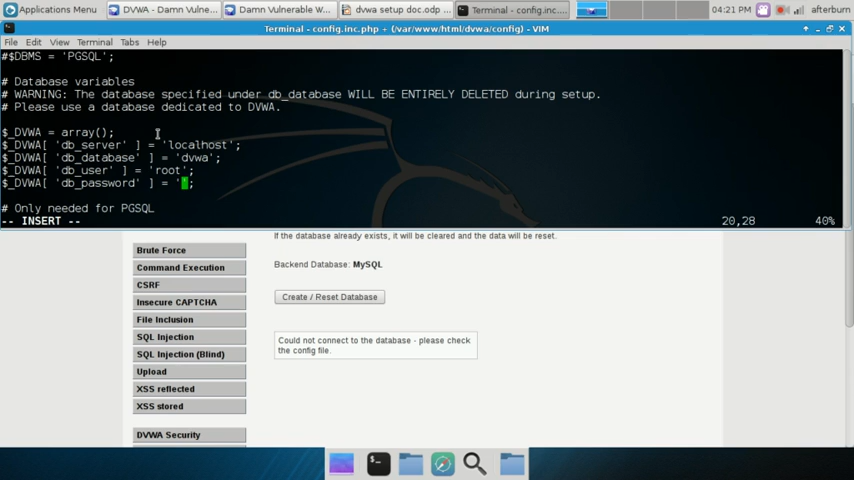 Applications Menu
DVWA - Damn Vulne...
Damn Vulnerable W...
dvwa setup doc.odp ...
Terminal - config.inc....
04:21 PM
afterburn
Terminal - config.inc.php + (/var/www/html/dvwa/config) - VIM
File Edit View Terminal Tabs Help
#$DBMS = 'PGSQL';
# Database variables
# WARNING: The database specified under db_database WILL BE ENTIRELY DELETED during setup.
# Please use a database dedicated to DVWA.
$_DVWA = array();
$_DVWA[ 'db_server' ] = 'localhost';
$_DVWA[ 'db_database' ] = 'dvwa';
$_DVWA[ 'db_user' ] = 'root';
$_DVWA[ 'db_password' ] = '';
# Only needed for PGSQL
-- INSERT -- 20,28 40%
If the database already exists, it will be cleared and the data will be reset.
Backend Database: MySQL
Create / Reset Database
Could not connect to the database - please check
the config file.
Brute Force
Command Execution
CSRF
Insecure CAPTCHA
File Inclusion
SQL Injection
SQL Injection (Blind)
Upload
XSS reflected
XSS stored
DVWA Security